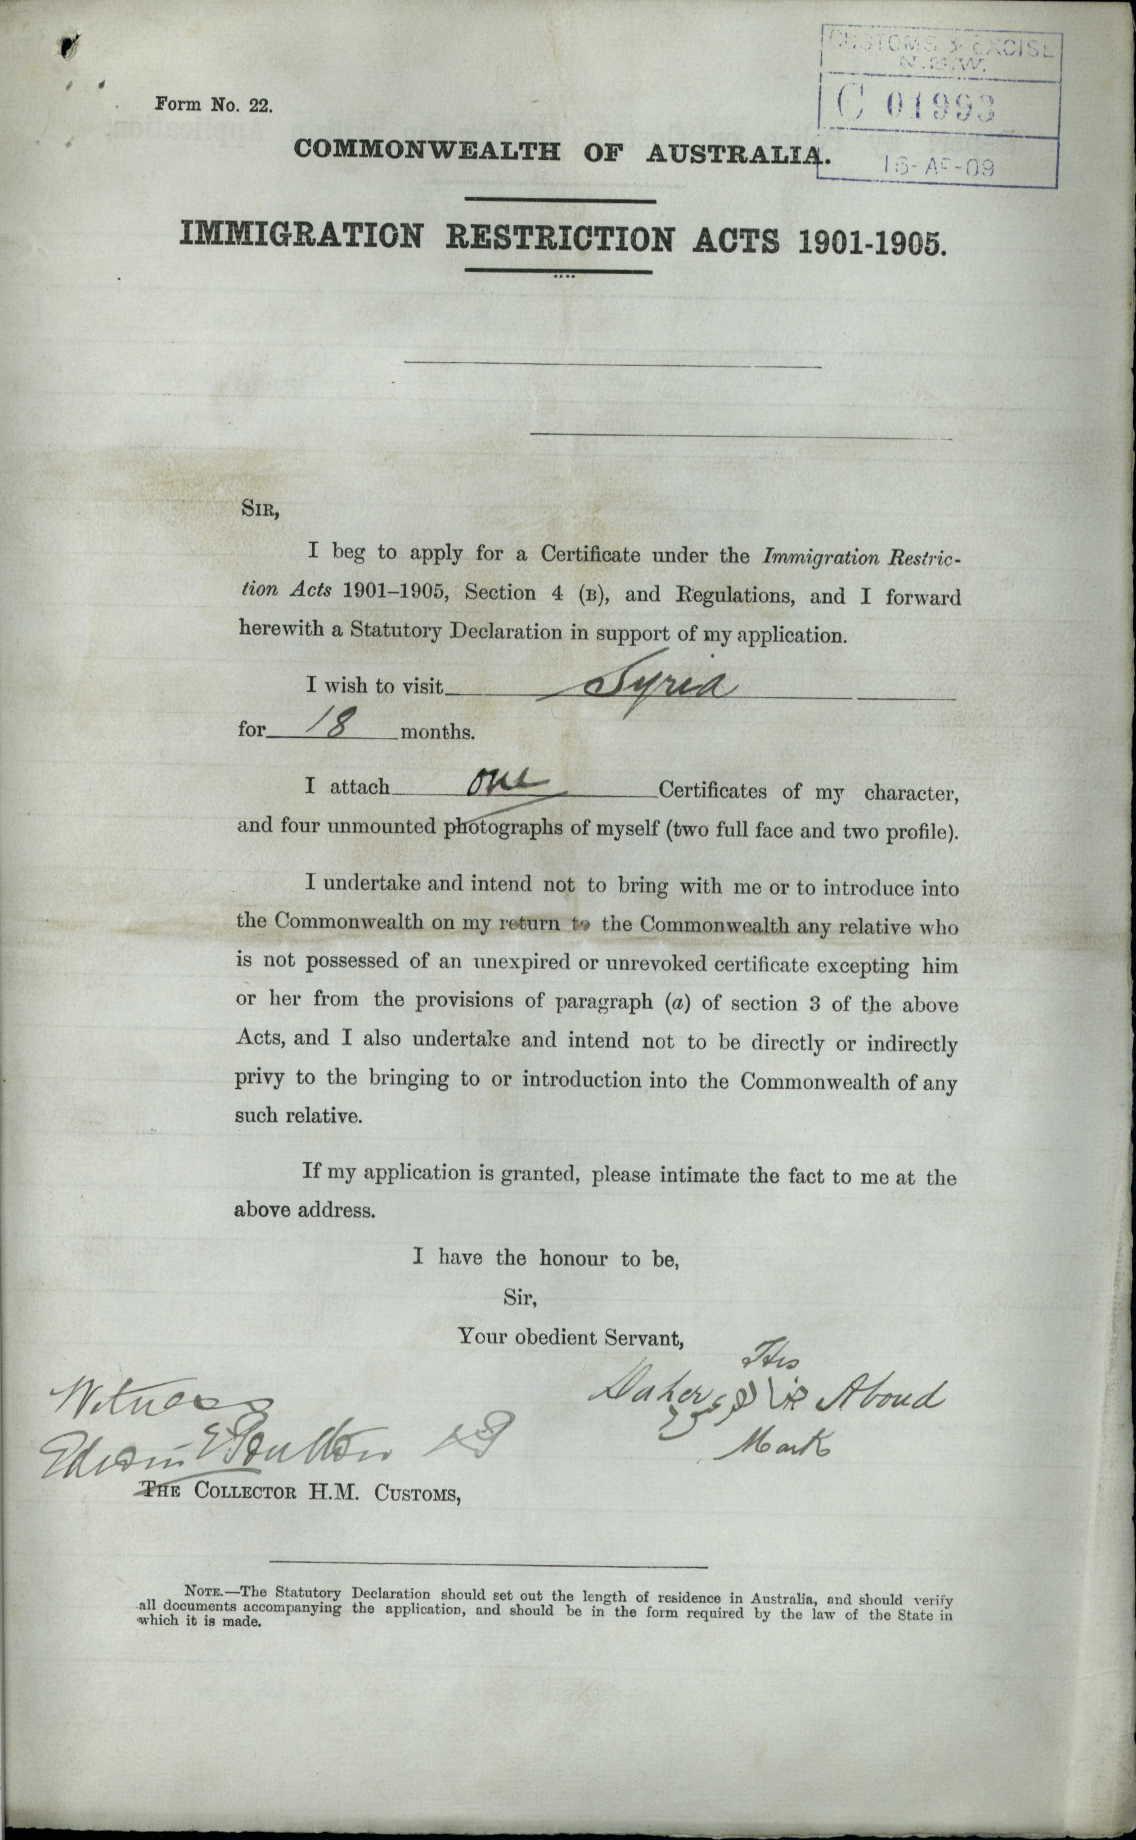 CUSTOMS & EXCISE
N.S.W.
C 01993
16-AP-09
Form No. 22.
COMMONWEALTH OF AUSTRALIA.
IMMIGRATION RESTRICTION ACTS 1901-1905.
SIR,
I beg to apply for a Certificate under the Immigration Restric-
tion Acts 1901–1905, Section 4 (B), and Regulations, and I forward
herewith a Statutory Declaration in support of my application.
I wish to visit Syria
for 18 months.
I attach one Certificates of my character,
and four unmounted photographs of myself (two full face and two profile).
I undertake and intend not to bring with me or to introduce into
the Commonwealth on my return to the Commonwealth any relative who
is not possessed of an unexpired or unrevoked certificate excepting him
or her from the provisions of paragraph (a) of section 3 of the above
Acts, and I also undertake and intend not to be directly or indirectly
privy to the bringing to or introduction into the Commonwealth of any
such relative.
If my application is granted, please intimate the fact to me at the
above address.
I have the honour to be,
Sir,
Your obedient Servant,
His
Daher Aboud
Mark
Witness
Edwin E Poulton
THE COLLECTOR H.M. CUSTOMS,
NOTE.—The Statutory Declaration should set out the length of residence in Australia, and should verify
all documents accompanying the application, and should be in the form required by the law of the State in
which it is made.